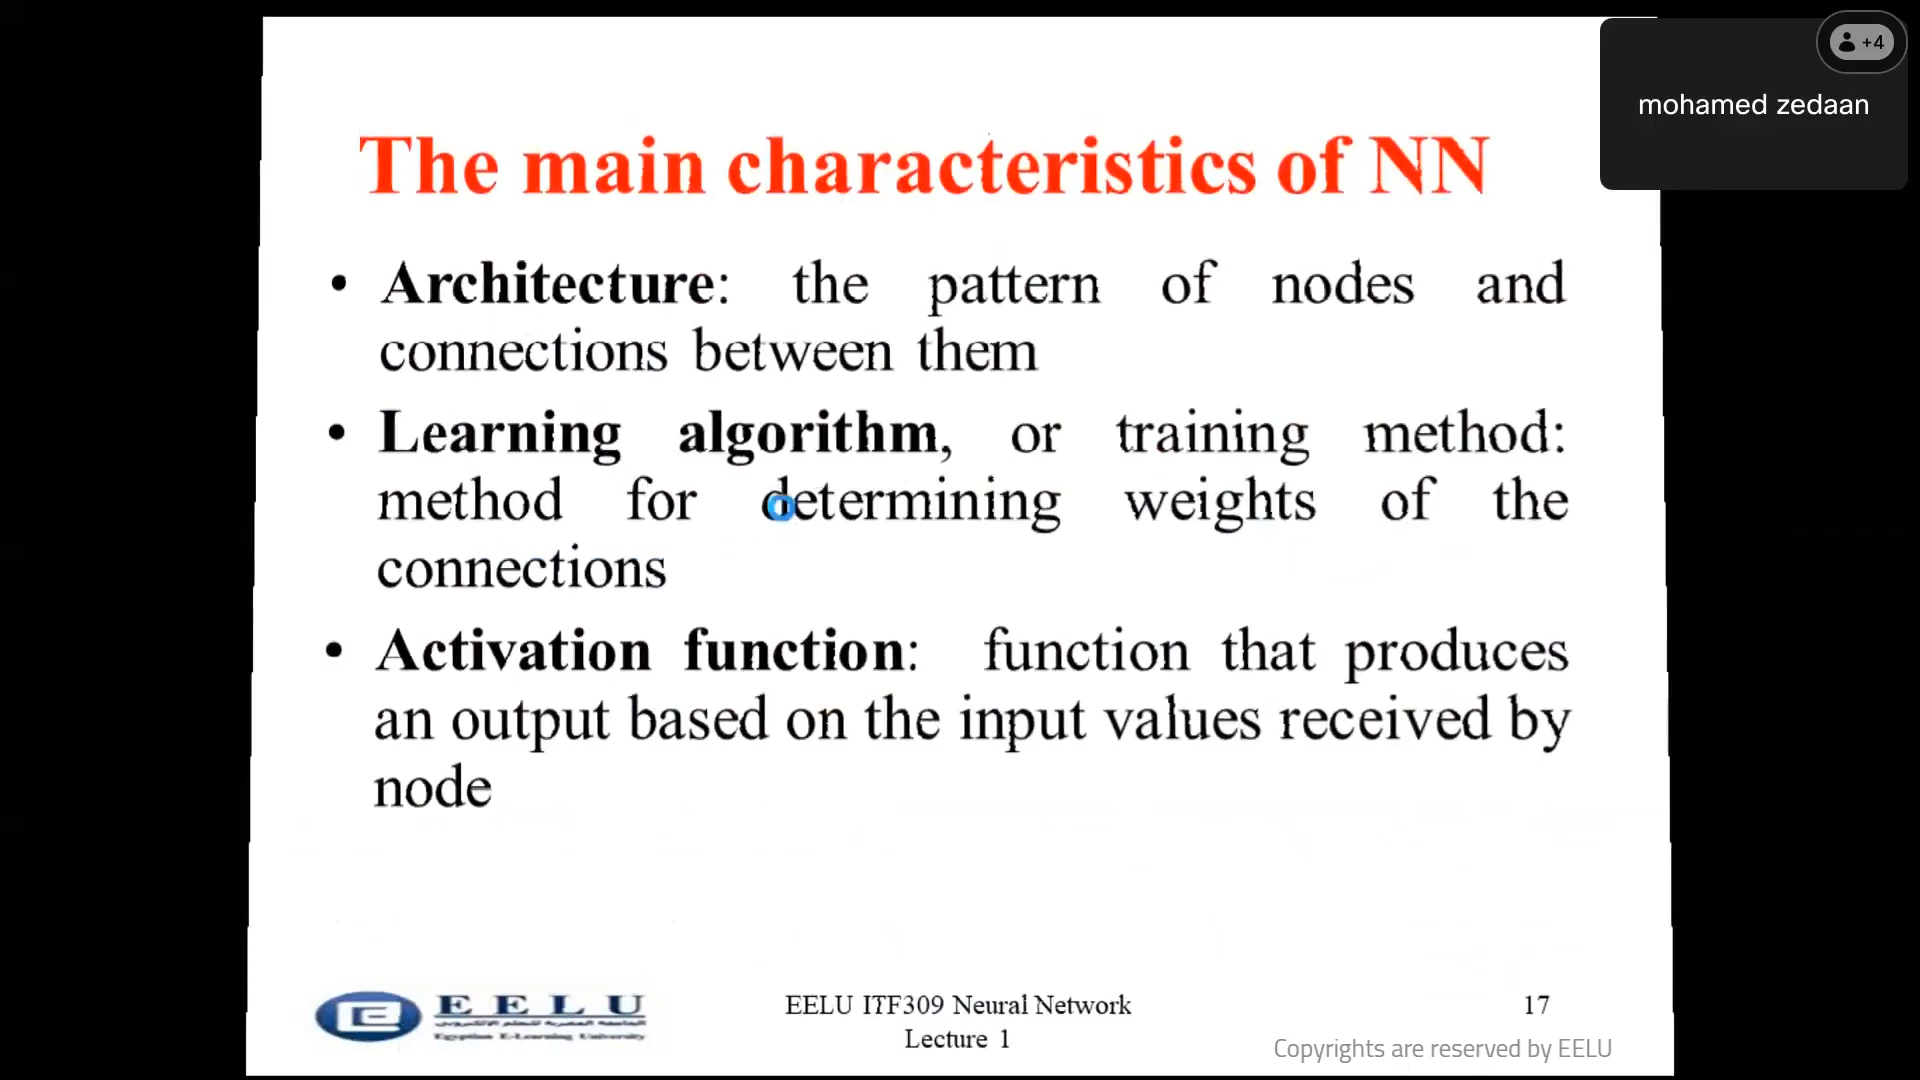 +4
mohamed zedaan
The main characteristics of NN
• Architecture: the pattern of nodes and
connections between them
• Learning algorithm, or training method:
method for determining weights of the
connections
• Activation function: function that produces
an output based on the input values received by
node
EELU
Egyptian E-Learning University
EELU ITF309 Neural Network
Lecture 1
17
Copyrights are reserved by EELU